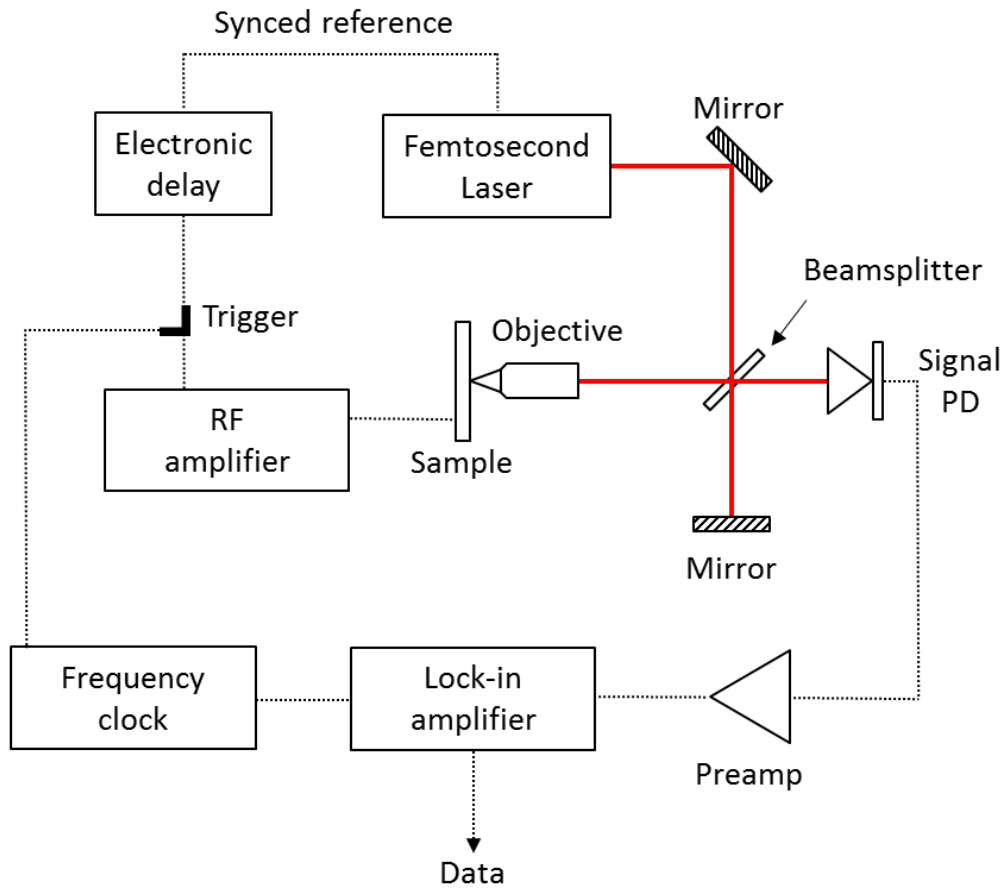 Synced reference
Mirror
Electronic
delay
Femtosecond
Laser
Beamsplitter
Trigger
Objective
Signal
PD
RF
amplifier
Sample
Mirror
Frequency
clock
Lock-in
amplifier
Preamp
Data